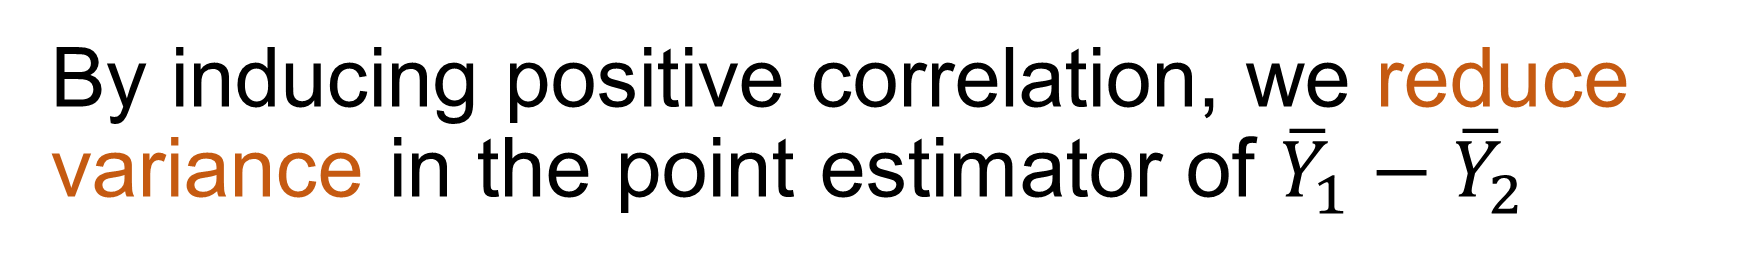 By inducing positive correlation, we reduce
variance in the point estimator of Ȳ₁ − Ȳ₂